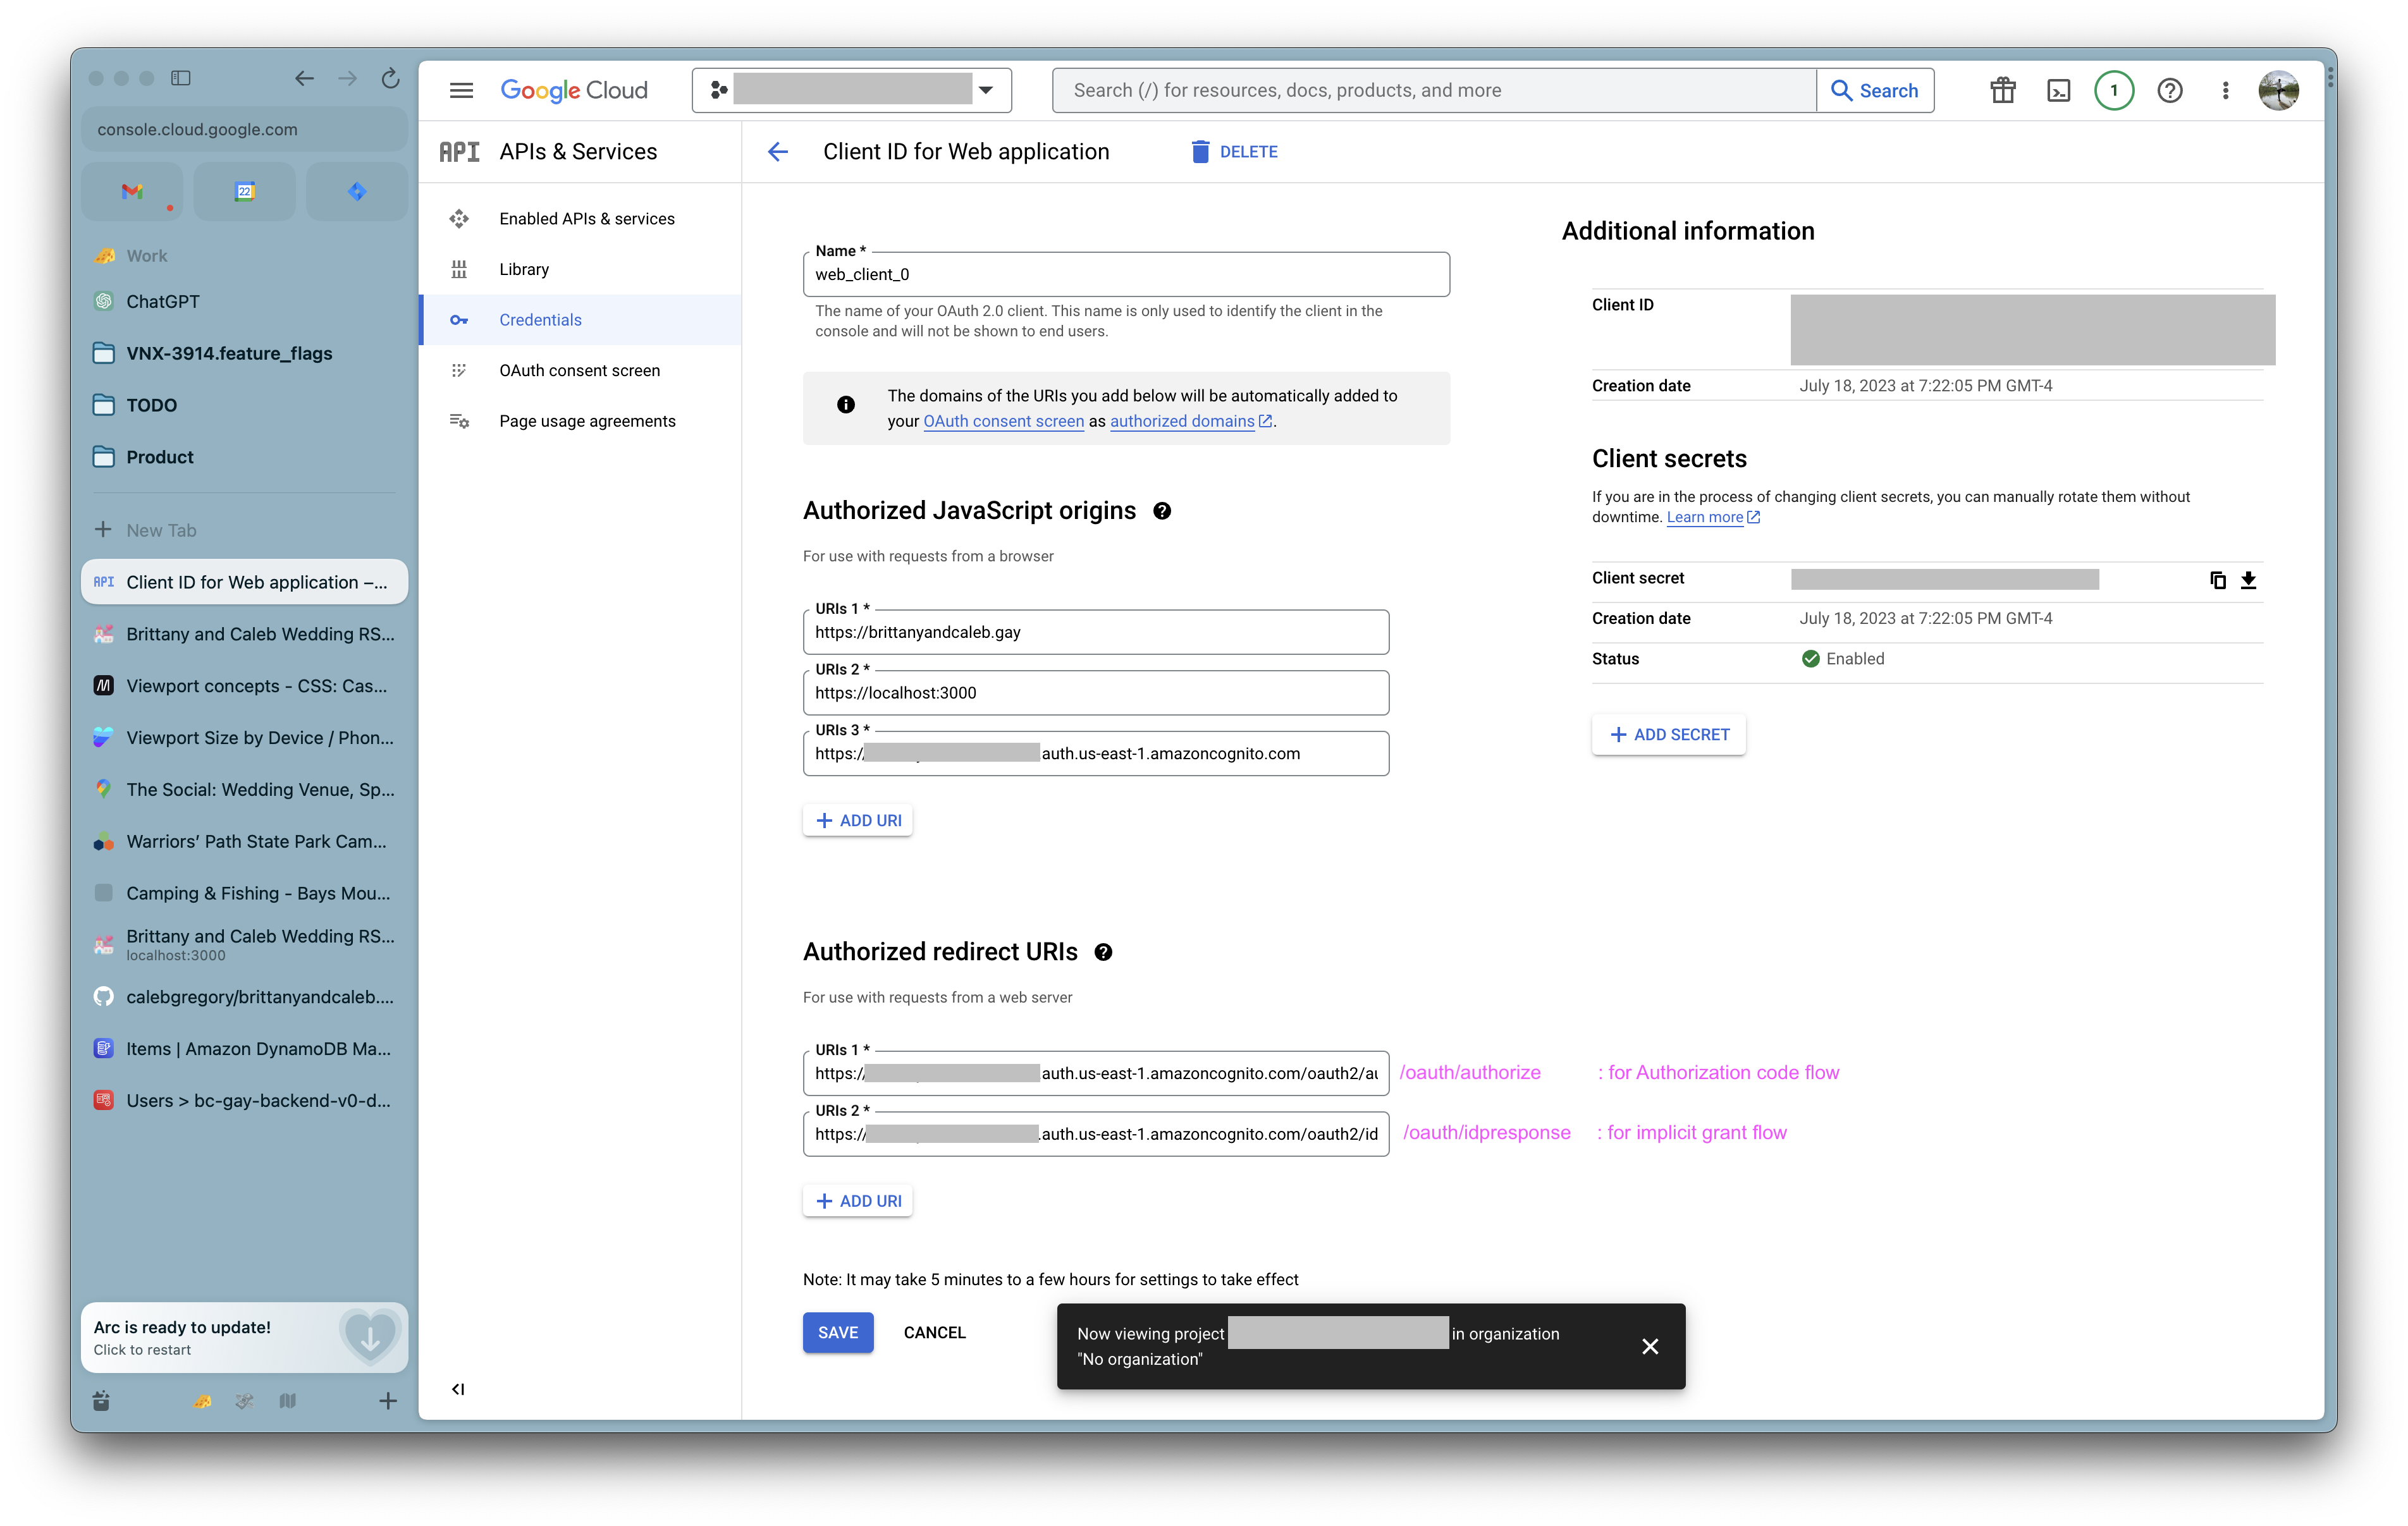 console.cloud.google.com
22
Work
ChatGPT
VNX-3914.feature_flags
TODO
Product
New Tab
API Client ID for Web application –...
Brittany and Caleb Wedding RS...
Viewport concepts - CSS: Cas...
Viewport Size by Device / Phon...
The Social: Wedding Venue, Sp...
Warriors’ Path State Park Cam...
Camping & Fishing - Bays Mou...
Brittany and Caleb Wedding RS...
localhost:3000
calebgregory/brittanyandcaleb....
Items | Amazon DynamoDB Ma...
Users > bc-gay-backend-v0-d...
Arc is ready to update!
Click to restart
Google Cloud
Search (/) for resources, docs, products, and more
Search
1
API APIs & Services
Enabled APIs & services
Library
Credentials
OAuth consent screen
Page usage agreements
Client ID for Web application
DELETE
Name *
web_client_0
The name of your OAuth 2.0 client. This name is only used to identify the client in the
console and will not be shown to end users.
The domains of the URIs you add below will be automatically added to
your OAuth consent screen as authorized domains.
Authorized JavaScript origins
For use with requests from a browser
URIs 1 *
https://brittanyandcaleb.gay
URIs 2 *
https://localhost:3000
URIs 3 *
https:// auth.us-east-1.amazoncognito.com
+ ADD URI
Authorized redirect URIs
For use with requests from a web server
URIs 1 *
https:// auth.us-east-1.amazoncognito.com/oauth2/au /oauth/authorize : for Authorization code flow
URIs 2 *
https:// .auth.us-east-1.amazoncognito.com/oauth2/id /oauth/idpresponse : for implicit grant flow
+ ADD URI
Note: It may take 5 minutes to a few hours for settings to take effect
SAVE CANCEL
Now viewing project in organization
"No organization"
Additional information
Client ID
Creation date July 18, 2023 at 7:22:05 PM GMT-4
Client secrets
If you are in the process of changing client secrets, you can manually rotate them without
downtime. Learn more
Client secret
Creation date July 18, 2023 at 7:22:05 PM GMT-4
Status Enabled
+ ADD SECRET